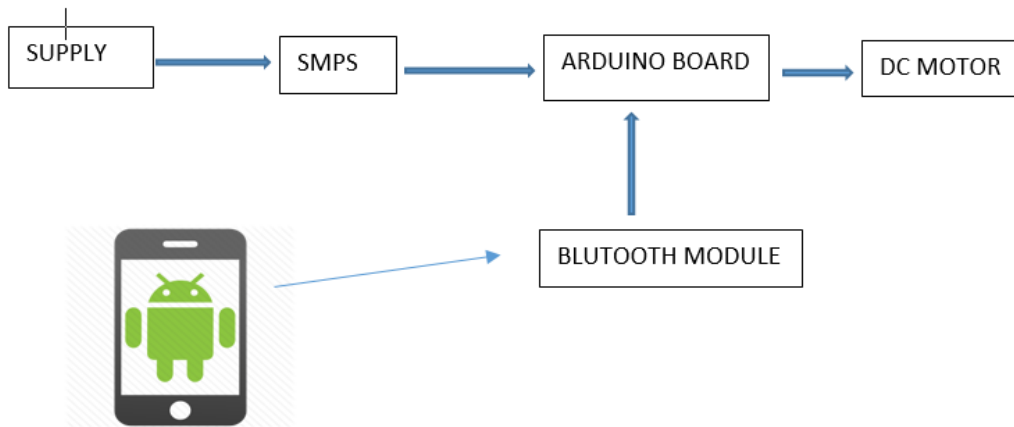 SUPPLY
SMPS
ARDUINO BOARD
DC MOTOR
BLUTOOTH MODULE